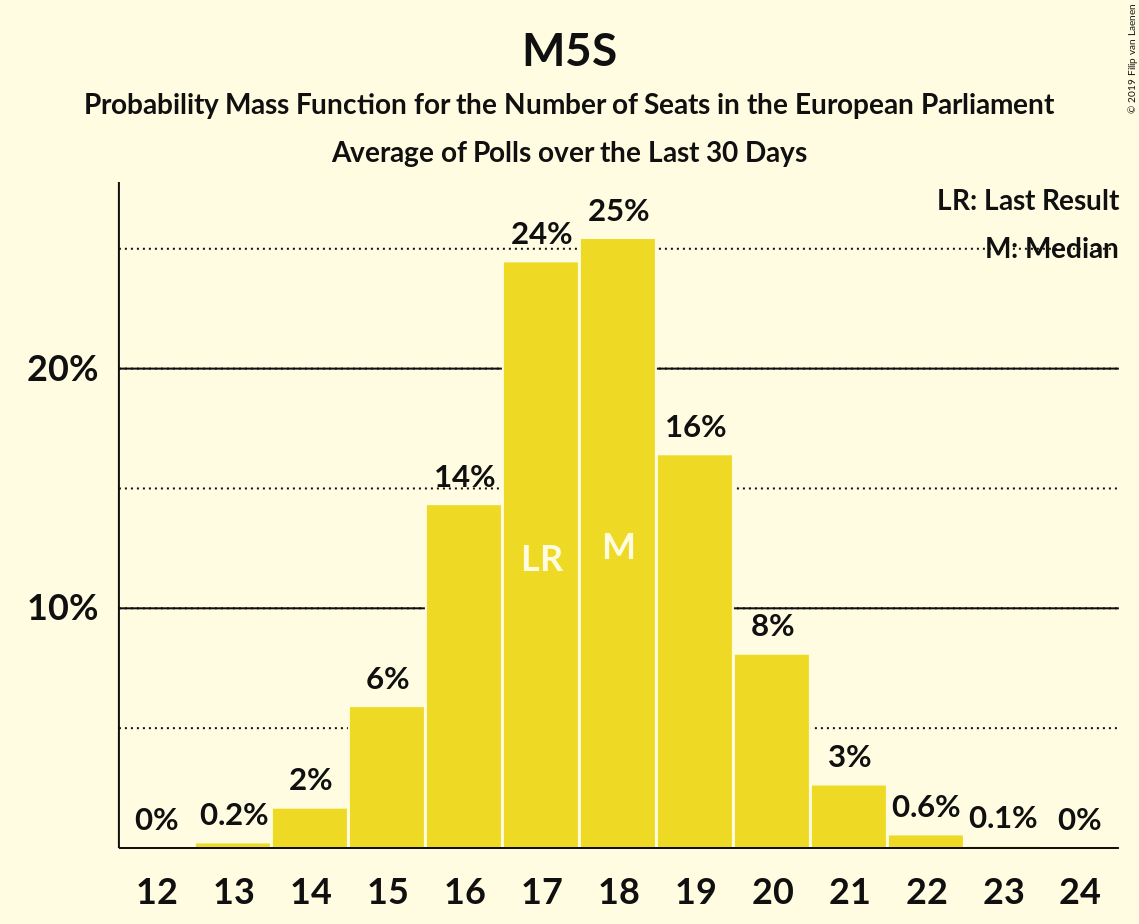 M5S
Probability Mass Function for the Number of Seats in the European Parliament
Average of Polls over the Last 30 Days
© 2019 Filip van Laenen
LR: Last Result
M: Median
20%
10%
0%
0.2%
2%
6%
14%
24%
25%
16%
8%
3%
0.6%
0.1%
0%
LR
M
12 13 14 15 16 17 18 19 20 21 22 23 24